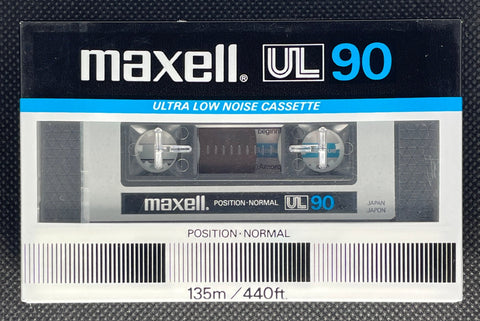 maxell® UL 90
ULTRA LOW NOISE CASSETTE
maxell. POSITION·NORMAL UL 90
JAPAN
JAPON
POSITION·NORMAL
135m / 440ft.